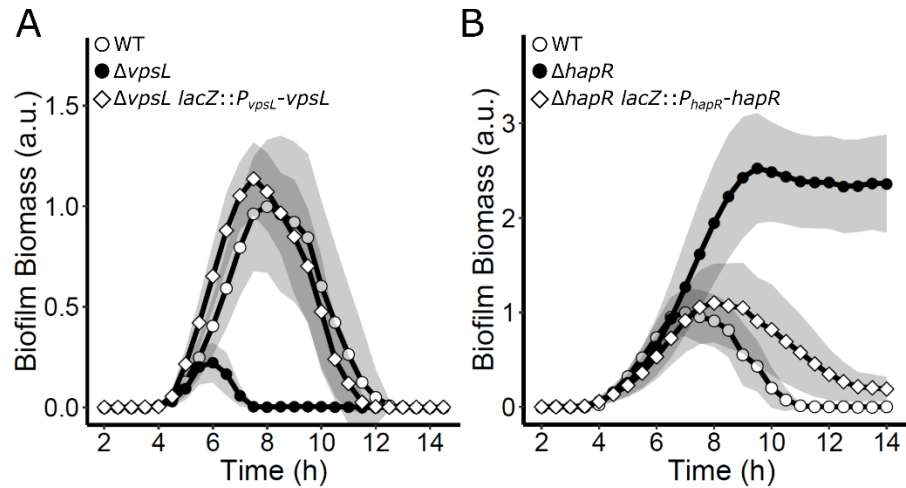 A
WT
ΔvpsL
ΔvpsL lacZ::PvpsL-vpsL
Biofilm Biomass (a.u.)
1.5
1.0
0.5
0.0
2 4 6 8 10 12 14
Time (h)
B
WT
ΔhapR
ΔhapR lacZ::PhapR-hapR
Biofilm Biomass (a.u.)
3
2
1
0
2 4 6 8 10 12 14
Time (h)